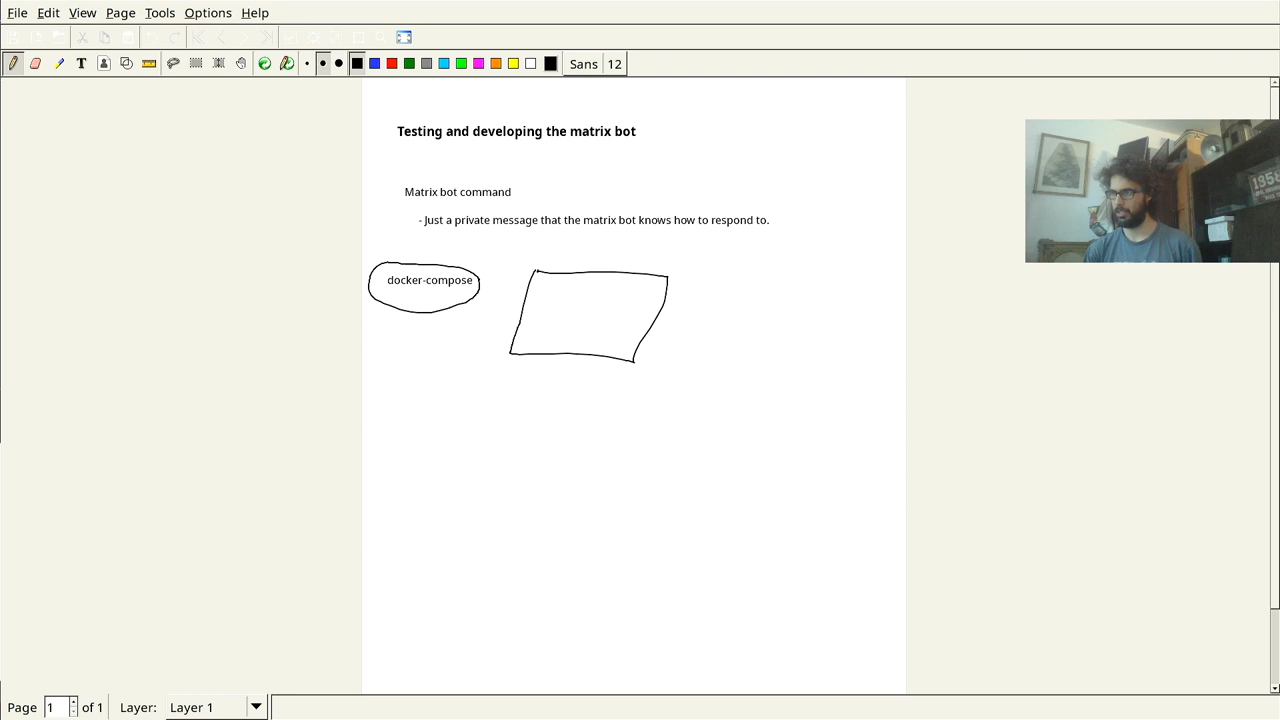 File Edit View Page Tools Options Help
T Sans 12
Testing and developing the matrix bot
Matrix bot command
- Just a private message that the matrix bot knows how to respond to.
docker-compose
1958
Page 1 of 1 Layer: Layer 1